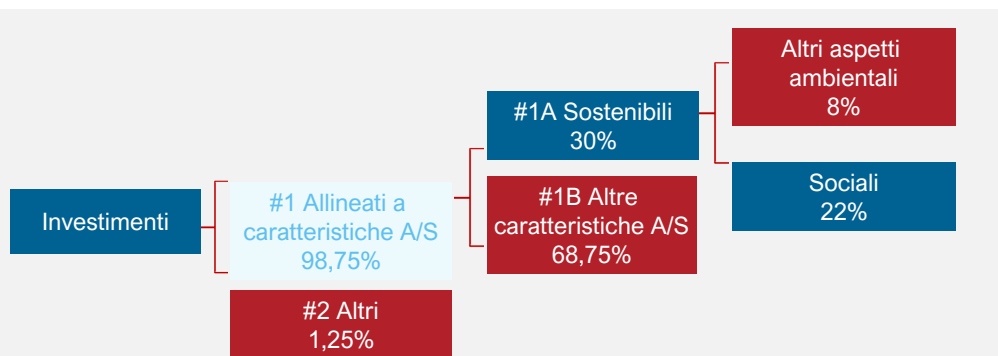 Investimenti
#1 Allineati a
caratteristiche A/S
98,75%
#2 Altri
1,25%
#1A Sostenibili
30%
#1B Altre
caratteristiche A/S
68,75%
Altri aspetti
ambientali
8%
Sociali
22%